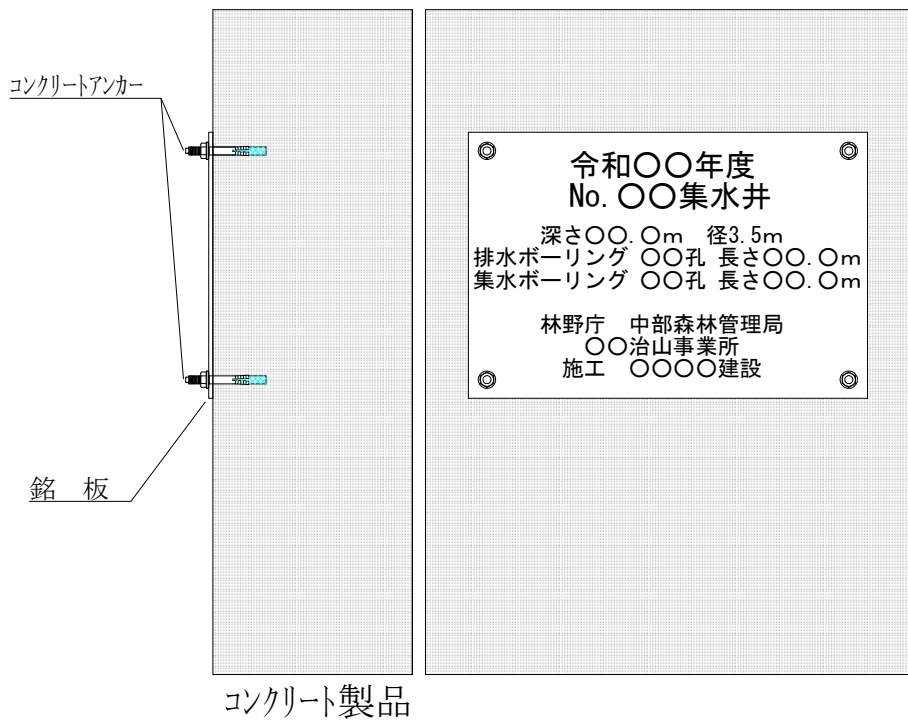 コンクリートアンカー
令和〇〇年度
No. 〇〇集水井
深さ〇〇.〇m 径3.5m
排水ボーリング 〇〇孔 長さ〇〇.〇m
集水ボーリング 〇〇孔 長さ〇〇.〇m
林野庁 中部森林管理局
〇〇治山事業所
施工 〇〇〇〇建設
銘 板
コンクリート製品